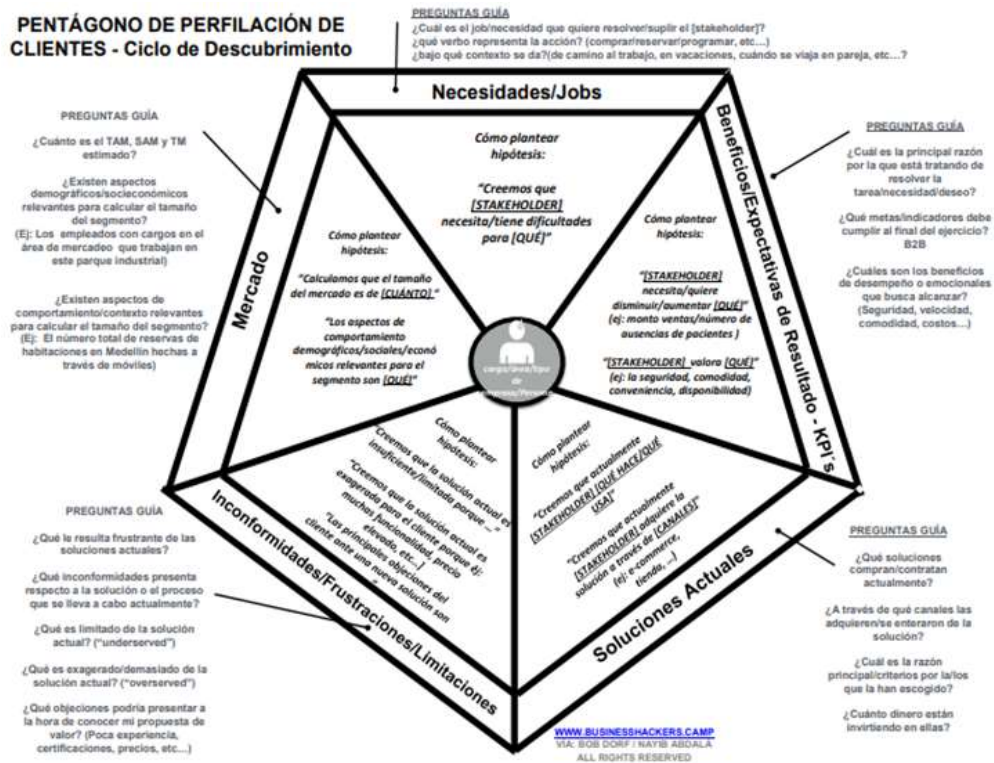 PENTÁGONO DE PERFILACIÓN DE
CLIENTES - Ciclo de Descubrimiento
PREGUNTAS GUÍA
¿Cuál es el job/necesidad que quiere resolver/suplir el [stakeholder]?
¿qué verbo representa la acción? (comprar/reservar/programar, etc...)
¿bajo qué contexto se da?(de camino al trabajo, en vacaciones, cuándo se viaja en pareja, etc...?
Necesidades/Jobs
Cómo plantear
hipótesis:
"Creemos que
[STAKEHOLDER]
necesita/tiene dificultades
para [QUÉ]"
Beneficios/Expectativas de Resultado - KPI´s
PREGUNTAS GUÍA
¿Cuál es la principal razón
por la que está tratando de
resolver la
tarea/necesidad/deseo?
¿Qué metas/indicadores debe
cumplir al final del ejercicio?
B2B
¿Cuáles son los beneficios
de desempeño o emocionales
que busca alcanzar?
(Seguridad, velocidad,
comodidad, costos...)
Cómo plantear
hipótesis:
"[STAKEHOLDER]
necesita/quiere
disminuir/aumentar [QUÉ]"
(ej: monto ventas/número de
ausencias de pacientes )
"[STAKEHOLDER] valora [QUÉ]"
(ej: la seguridad, comodidad,
conveniencia, disponibilidad)
PREGUNTAS GUÍA
¿Cuánto es el TAM, SAM y TM
estimado?
¿Existen aspectos
demográficos/socieconómicos
relevantes para calcular el tamaño
del segmento?
(Ej: Los empleados con cargos en el
área de mercadeo que trabajan en
este parque industrial)
¿Existen aspectos de
comportamiento/contexto relevantes
para calcular el tamaño del segmento?
(Ej: El número total de reservas de
habitaciones en Medellín hechas a
través de móviles)
Mercado
Cómo plantear
hipótesis:
"Calculamos que el tamaño
del mercado es de [CUÁNTO] "
"Los aspectos de
comportamiento
demográficos/sociales/econó
micos relevantes para el
segmento son [QUÉ]"
cargo/área/tipo
de
Inconformidades/Frustraciones/Limitaciones
Cómo plantear
hipótesis:
"Creemos que la solución actual es
insuficiente/limitada porque ..."
"Creemos que la solución actual es
exagerada para el cliente porque ej:
muchas funcionalidad, precio
elevado, etc...]
"Los principales objeciones del
cliente ante una nueva solución son
"
PREGUNTAS GUÍA
¿Qué le resulta frustrante de las
soluciones actuales?
¿Qué inconformidades presenta
respecto a la solución o el proceso
que se lleva a cabo actualmente?
¿Qué es limitado de la solución
actual? ("underserved")
¿Qué es exagerado/demasiado de la
solución actual? ("overserved")
¿Qué objeciones podría presentar a
la hora de conocer mi propuesta de
valor? (Poca experiencia,
certificaciones, precios, etc...)
Soluciones Actuales
Cómo plantear
hipótesis:
"Creemos que actualmente
[STAKEHOLDER] [QUÉ HACE/QUÉ
USA]"
"Creemos que actualmente
[STAKEHOLDER] adquiere la
solución a través de [CANALES]"
(ej: e-commerce,
tienda, ...)
PREGUNTAS GUÍA
¿Qué soluciones
compran/contratan
actualmente?
¿A través de qué canales las
adquieren/se enteraron de la
solución?
¿Cuál es la razón
principal/criterios por la/los
que la han escogido?
¿Cuánto dinero están
invirtiendo en ellas?
WWW.BUSINESSHACKERS.CAMP
VIA: BOB DORF / NAYIB ABDALA
ALL RIGHTS RESERVED